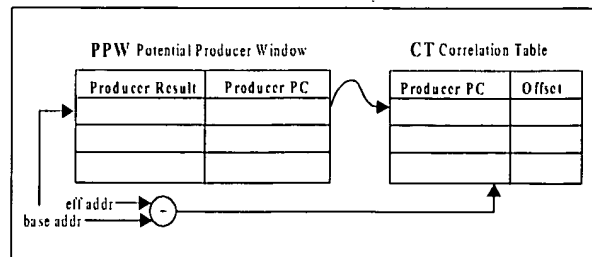 PPW Potential Producer Window
CT Correlation Table
Producer Result
Producer PC
Producer PC
Offset
eff addr
base addr
-